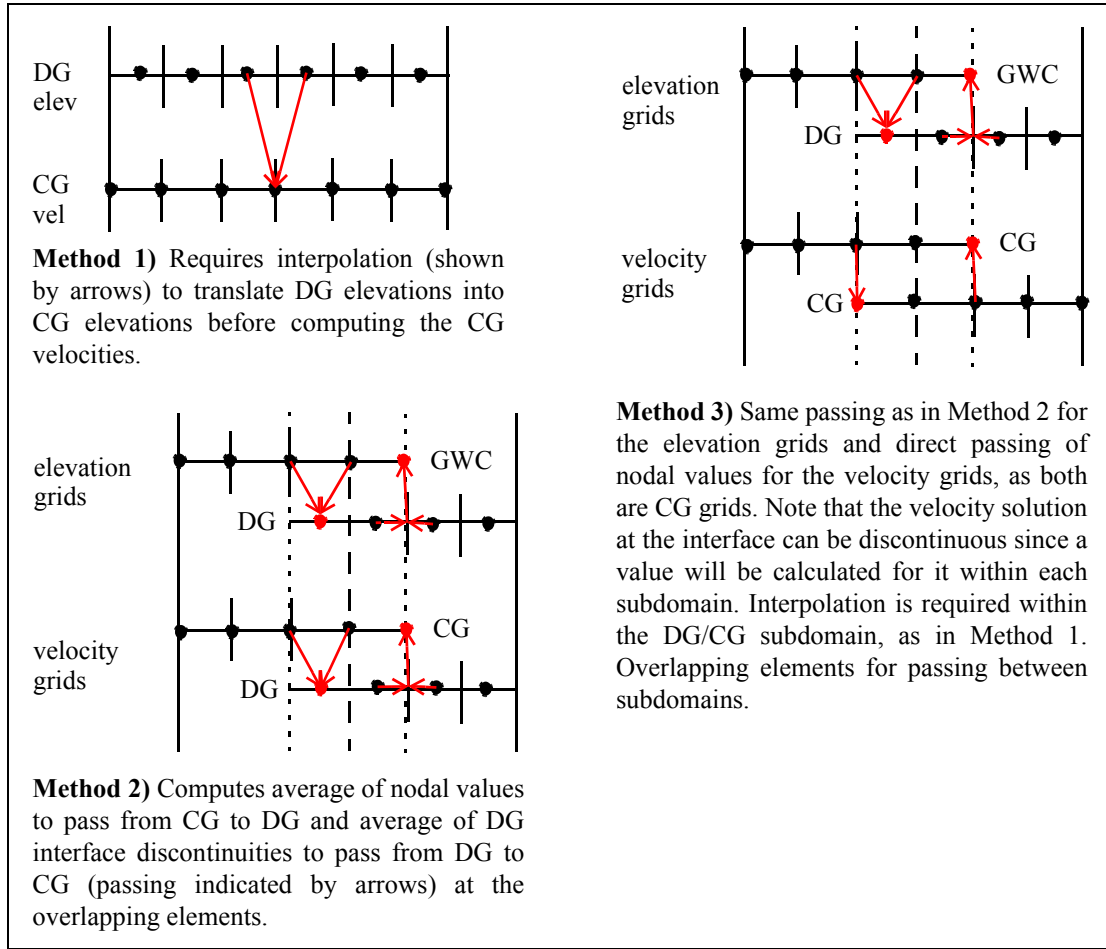 DG
elev
CG
vel
Method 1) Requires interpolation (shown
by arrows) to translate DG elevations into
CG elevations before computing the CG
velocities.
elevation
grids
GWC
DG
velocity
grids
CG
DG
Method 2) Computes average of nodal values
to pass from CG to DG and average of DG
interface discontinuities to pass from DG to
CG (passing indicated by arrows) at the
overlapping elements.
elevation
grids
GWC
DG
velocity
grids
CG
CG
Method 3) Same passing as in Method 2 for
the elevation grids and direct passing of
nodal values for the velocity grids, as both
are CG grids. Note that the velocity solution
at the interface can be discontinuous since a
value will be calculated for it within each
subdomain. Interpolation is required within
the DG/CG subdomain, as in Method 1.
Overlapping elements for passing between
subdomains.